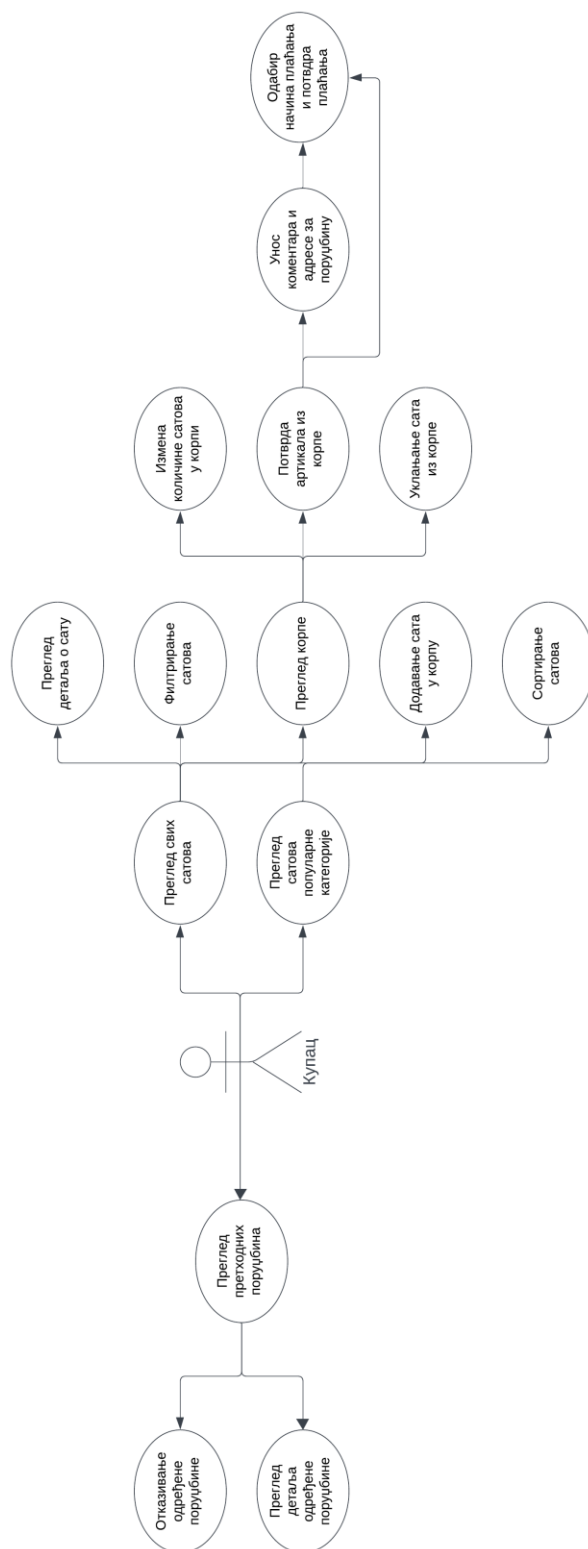 Преглед
детаља о сату
Отказивање
одређене
поруџбине
Преглед свих
сатова
Филтрирање
сатова
Измена
количине сатова
у корпи
Преглед
претходних
поруџбина
Преглед
детаља
одређене
поруџбине
Купац
Преглед
сатова
популарне
категорије
Преглед корпе
Потврда
артикала из
корпе
Унос
коментара и
адресе за
поруџбину
Одабир
начина плаћања
и потвдра
плаћања
Додавање сата
у корпу
Уклањање сата
из корпе
Сортирање
сатова